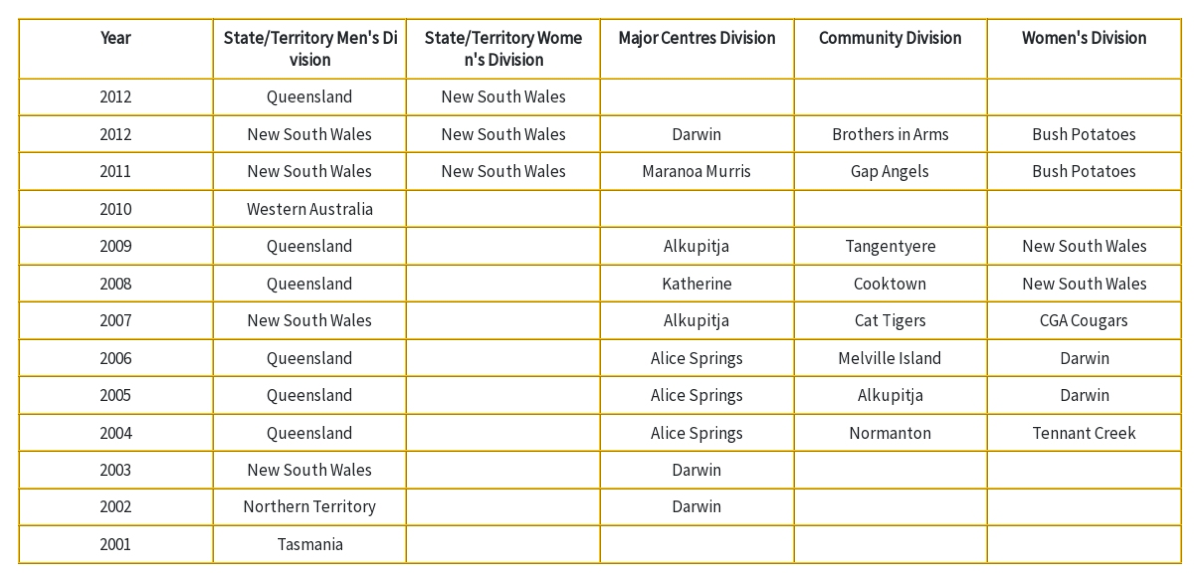 Year State/Territory Men's Di State/Territory Wome Major Centres Division Community Division Women's Division
vision n's Division
2012 Queensland New South Wales
2012 New South Wales New South Wales Darwin Brothers in Arms Bush Potatoes
2011 New South Wales New South Wales Maranoa Murris Gap Angels Bush Potatoes
2010 Western Australia
2009 Queensland Alkupitja Tangentyere New South Wales
2008 Queensland Katherine Cooktown New South Wales
2007 New South Wales Alkupitja Cat Tigers CGA Cougars
2006 Queensland Alice Springs Melville Island Darwin
2005 Queensland Alice Springs Alkupitja Darwin
2004 Queensland Alice Springs Normanton Tennant Creek
2003 New South Wales Darwin
2002 Northern Territory Darwin
2001 Tasmania